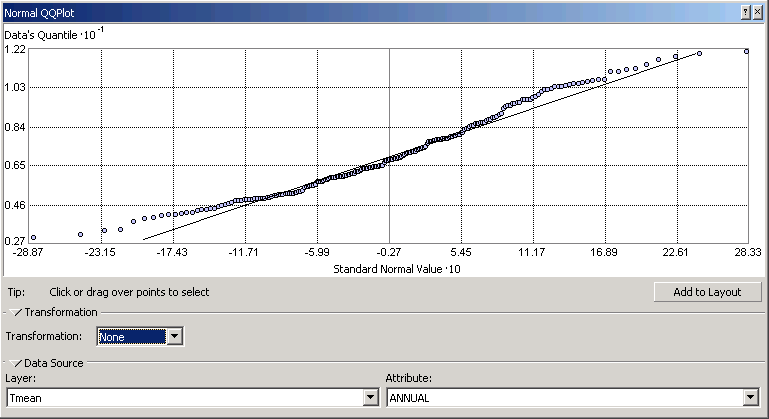 Normal QQPlot
Data's Quantile ·10⁻¹
1.22
1.03
0.84
0.65
0.46
0.27
-28.87 -23.15 -17.43 -11.71 -5.99 -0.27 5.45 11.17 16.89 22.61 28.33
Standard Normal Value ·10
Tip: Click or drag over points to select
Add to Layout
Transformation
Transformation: None
Data Source
Layer: Attribute:
Tmean ANNUAL